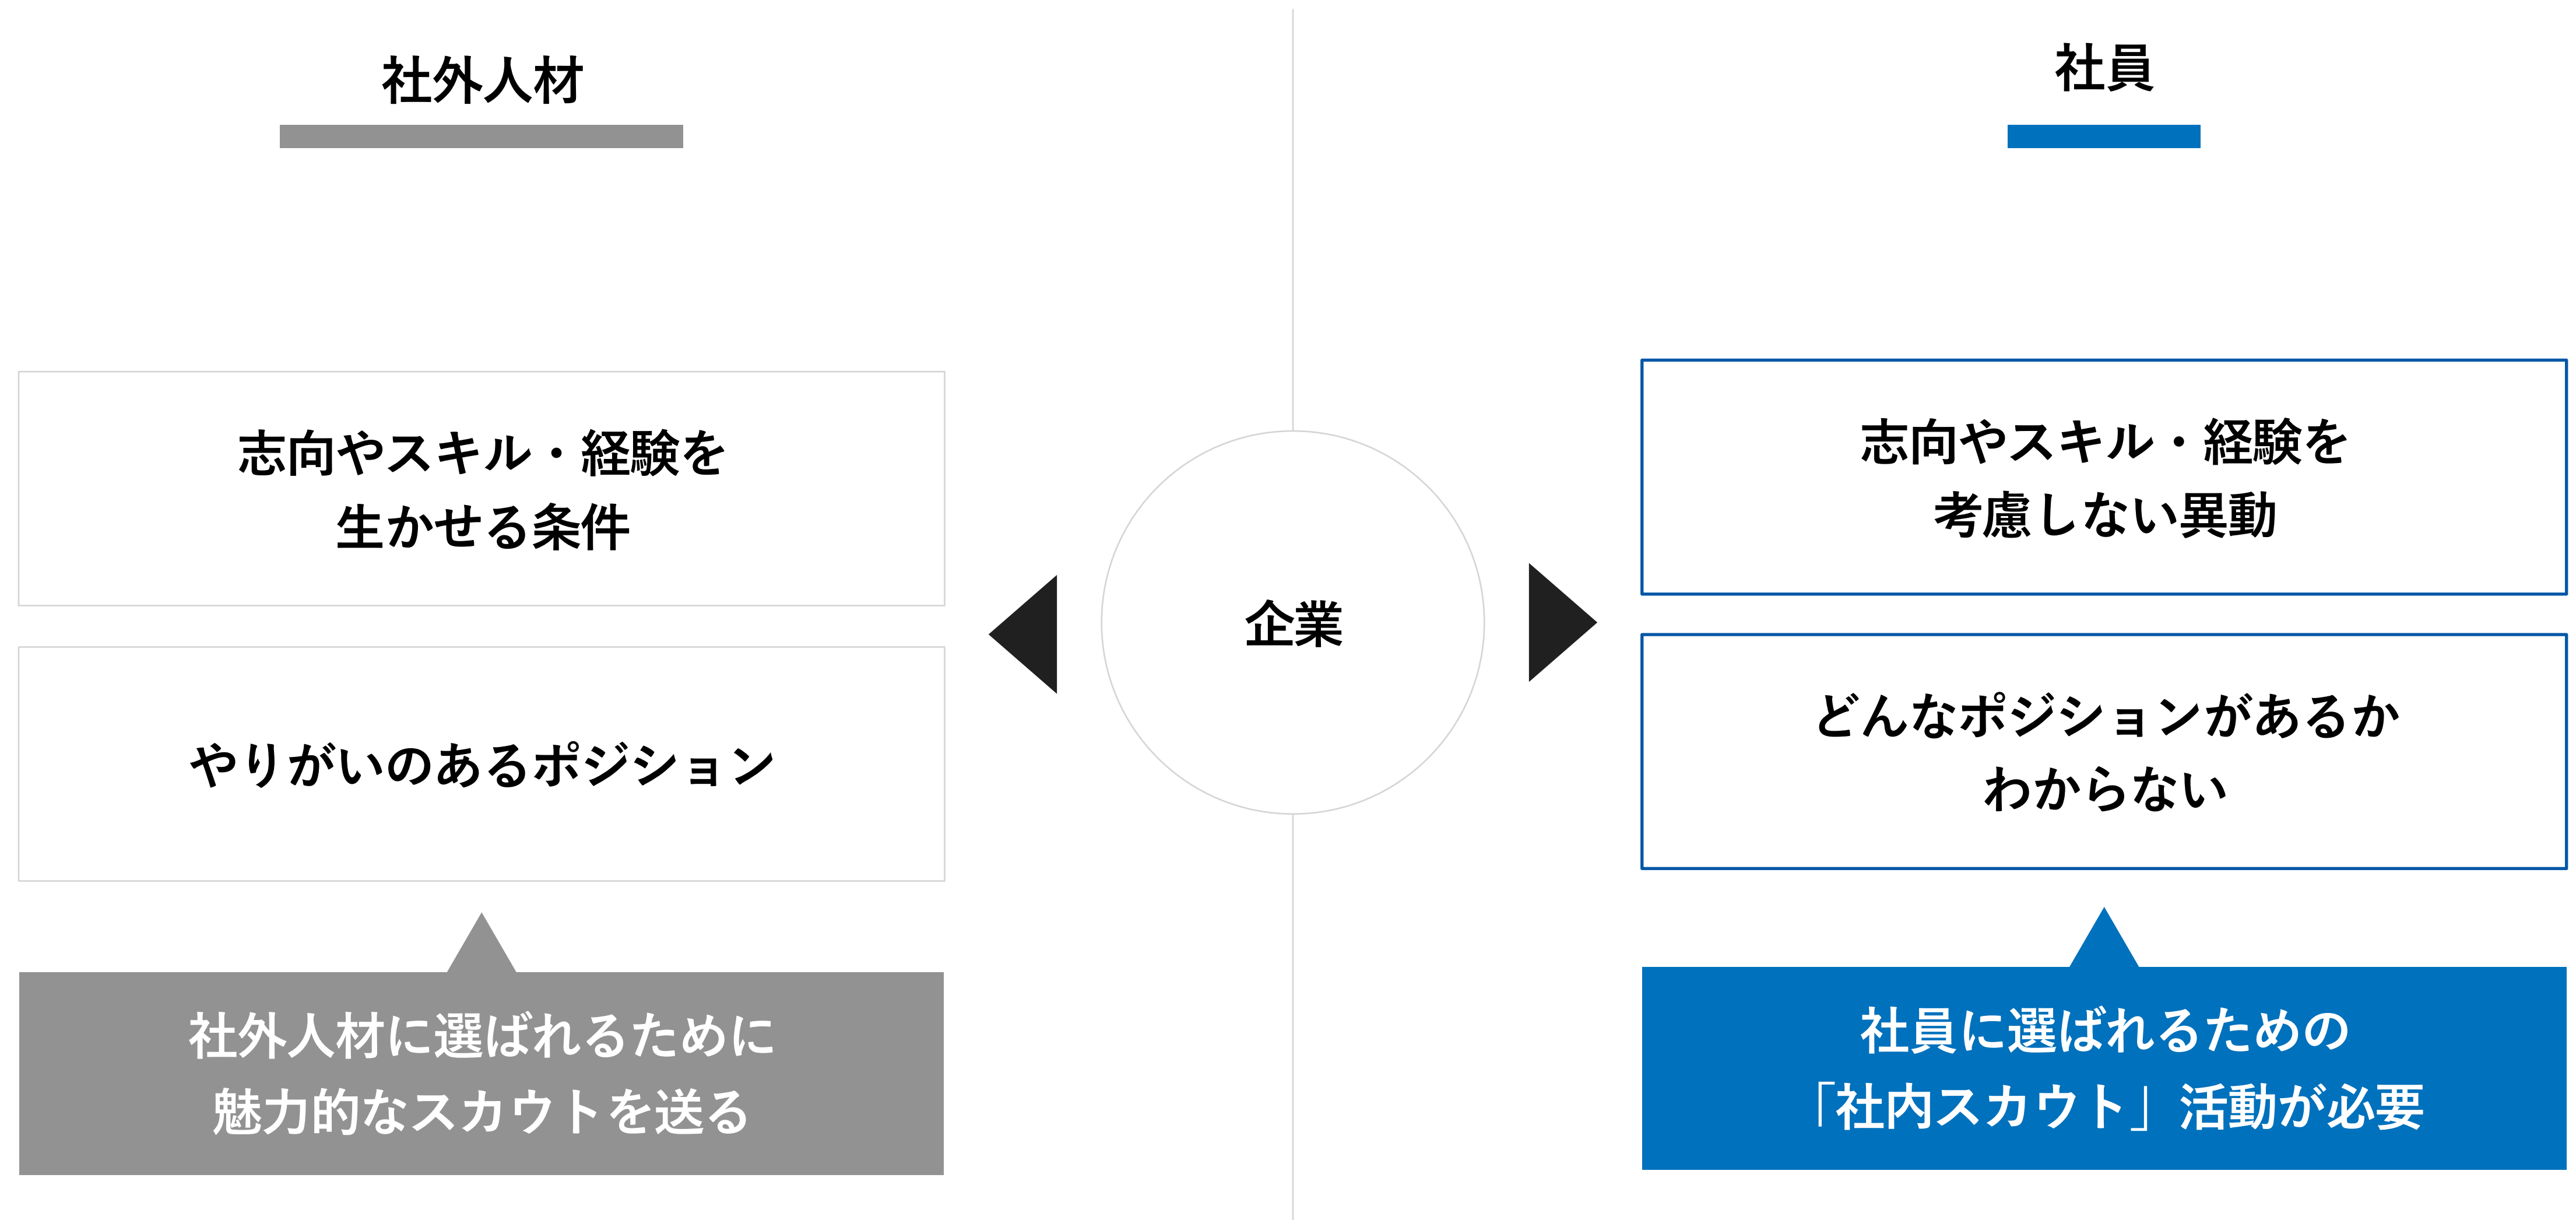 社外人材
志向やスキル・経験を
生かせる条件
やりがいのあるポジション
社外人材に選ばれるために
魅力的なスカウトを送る
企業
社員
志向やスキル・経験を
考慮しない異動
どんなポジションがあるか
わからない
社員に選ばれるための
「社内スカウト」活動が必要